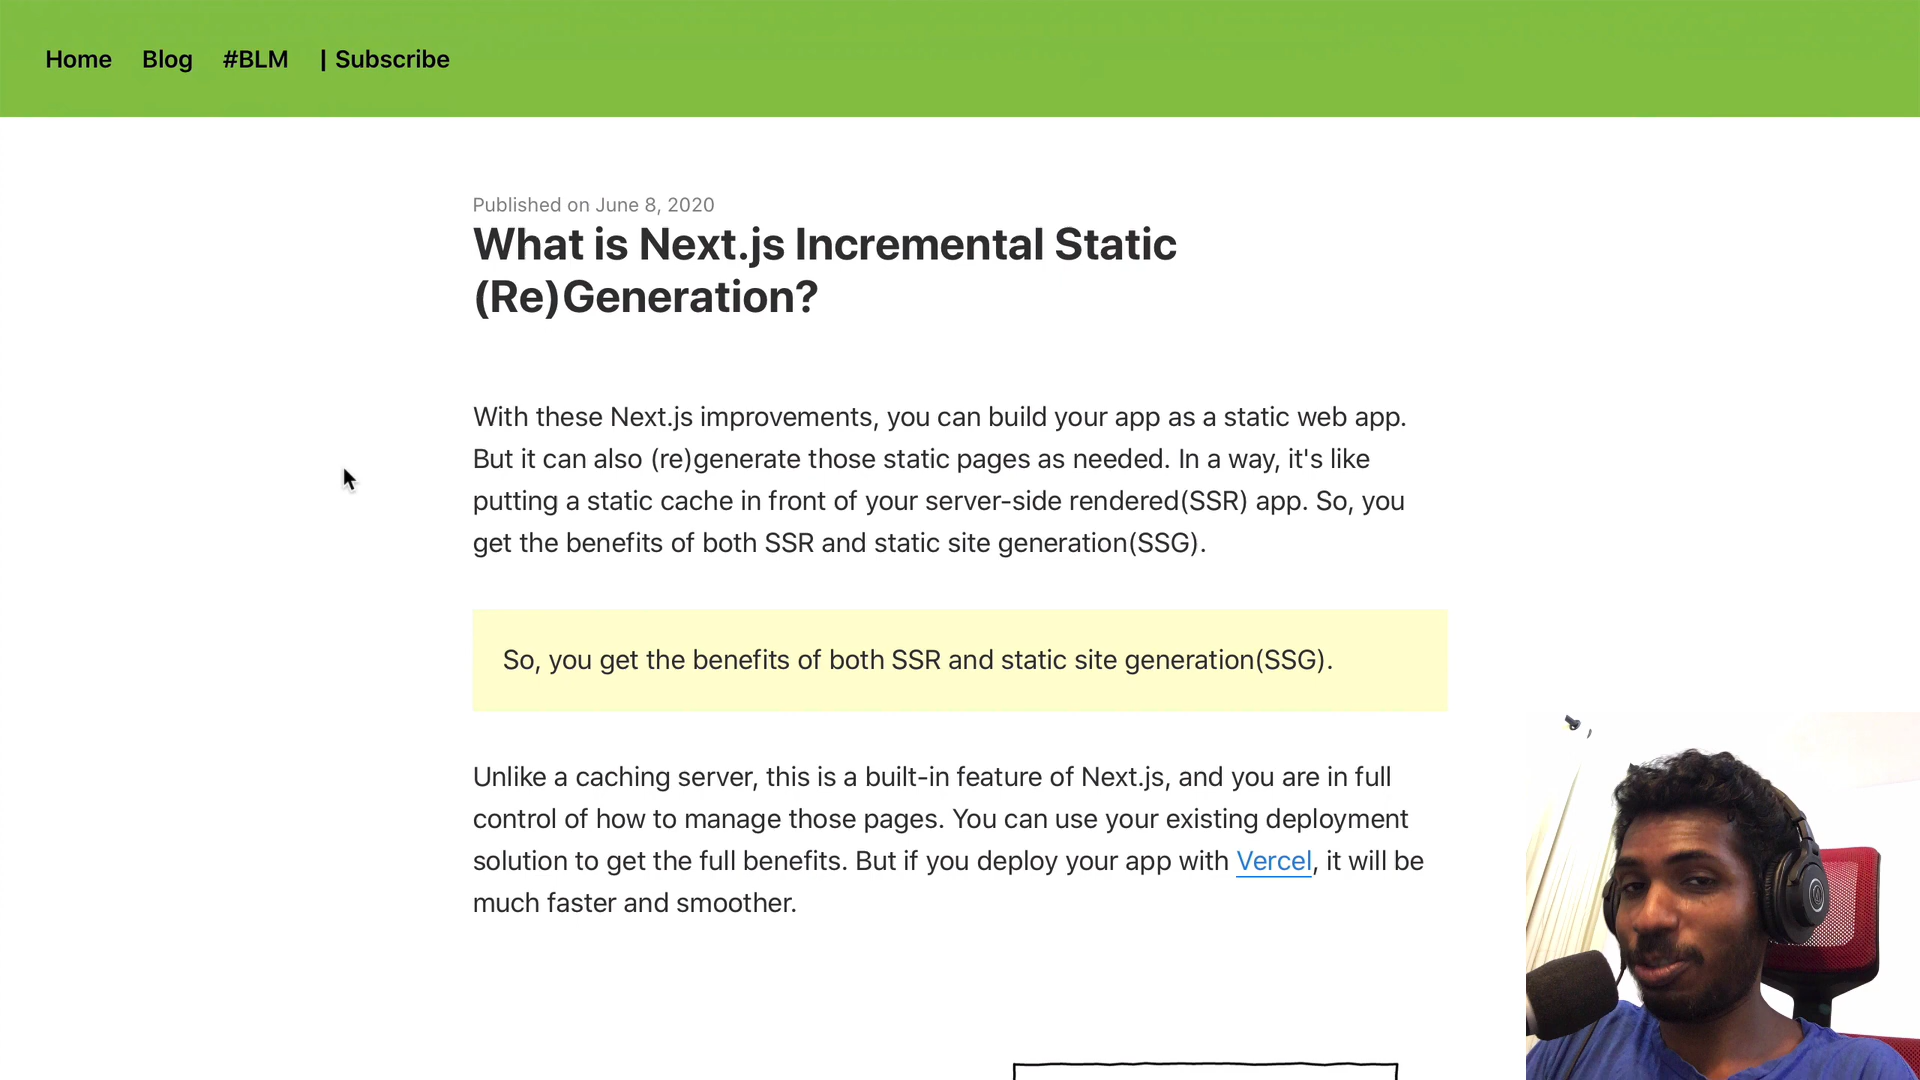 Home Blog #BLM | Subscribe
Published on June 8, 2020
What is Next.js Incremental Static
(Re)Generation?
With these Next.js improvements, you can build your app as a static web app.
But it can also (re)generate those static pages as needed. In a way, it's like
putting a static cache in front of your server-side rendered(SSR) app. So, you
get the benefits of both SSR and static site generation(SSG).
So, you get the benefits of both SSR and static site generation(SSG).
Unlike a caching server, this is a built-in feature of Next.js, and you are in full
control of how to manage those pages. You can use your existing deployment
solution to get the full benefits. But if you deploy your app with Vercel, it will be
much faster and smoother.